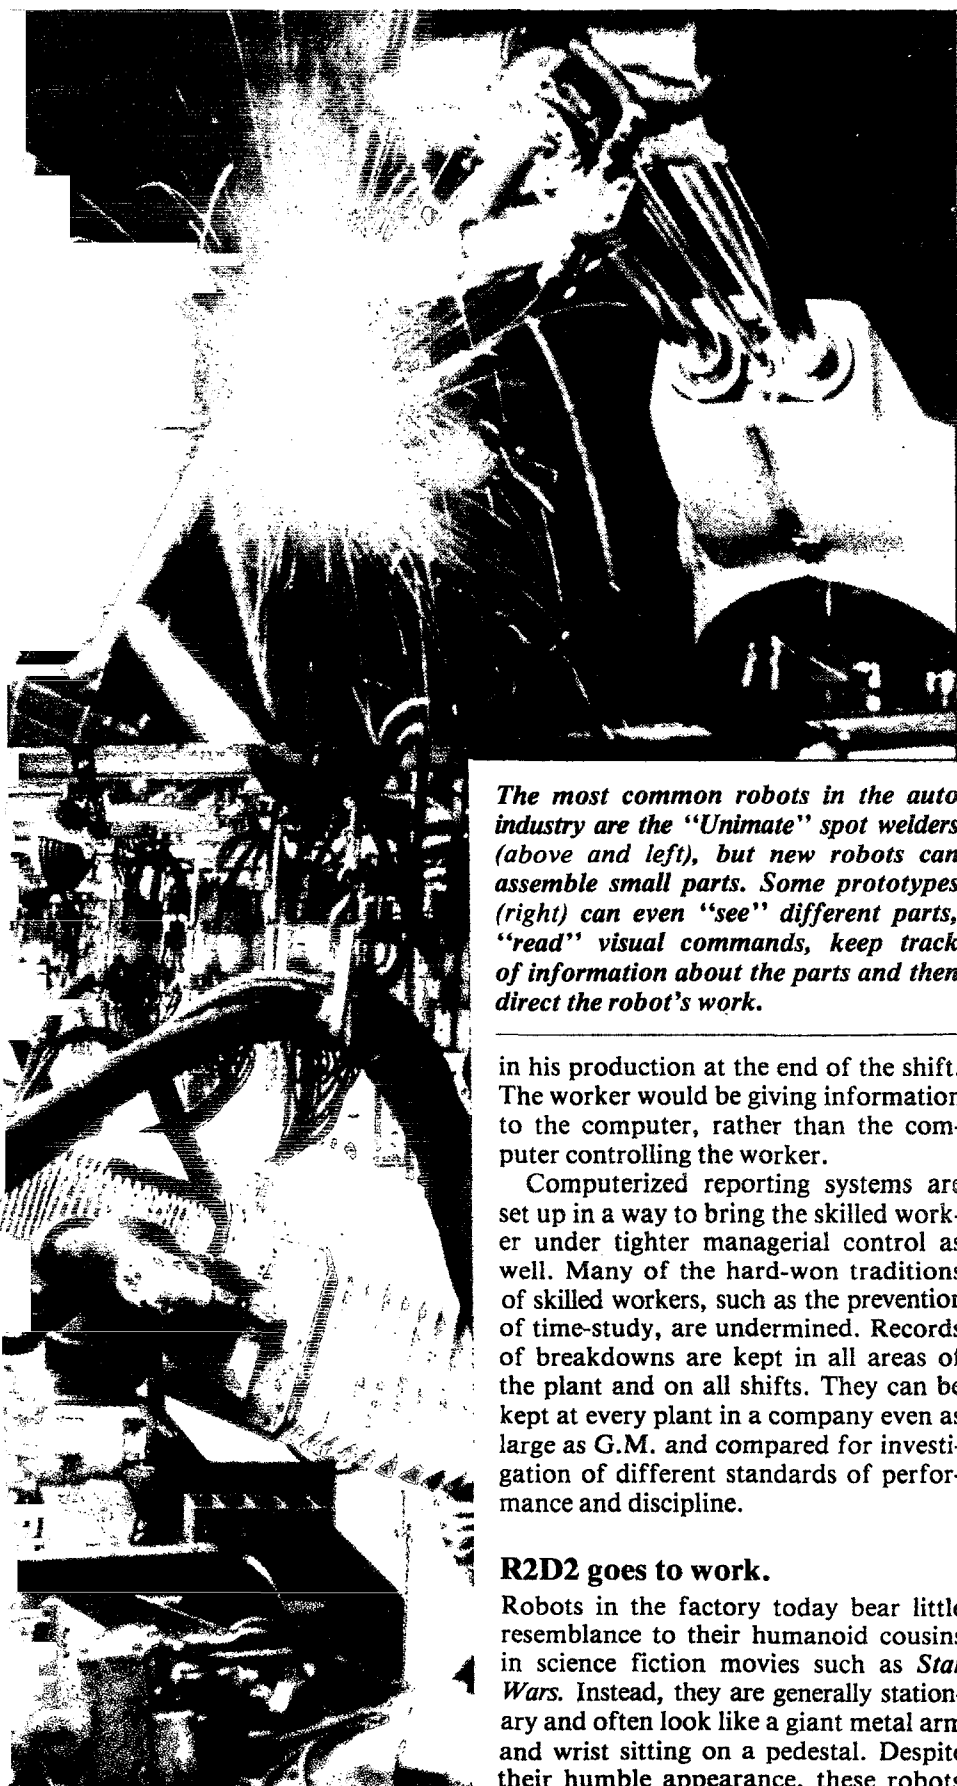 The most common robots in the auto
industry are the “Unimate” spot welders
(above and left), but new robots can
assemble small parts. Some prototypes
(right) can even “see” different parts,
“read” visual commands, keep track
of information about the parts and then
direct the robot’s work.
in his production at the end of the shift.
The worker would be giving information
to the computer, rather than the com-
puter controlling the worker.
Computerized reporting systems are
set up in a way to bring the skilled work-
er under tighter managerial control as
well. Many of the hard-won traditions
of skilled workers, such as the prevention
of time-study, are undermined. Records
of breakdowns are kept in all areas of
the plant and on all shifts. They can be
kept at every plant in a company even as
large as G.M. and compared for investi-
gation of different standards of perfor-
mance and discipline.
R2D2 goes to work.
Robots in the factory today bear little
resemblance to their humanoid cousins
in science fiction movies such as Star
Wars. Instead, they are generally station-
ary and often look like a giant metal arm
and wrist sitting on a pedestal. Despite
their humble appearance, these robots